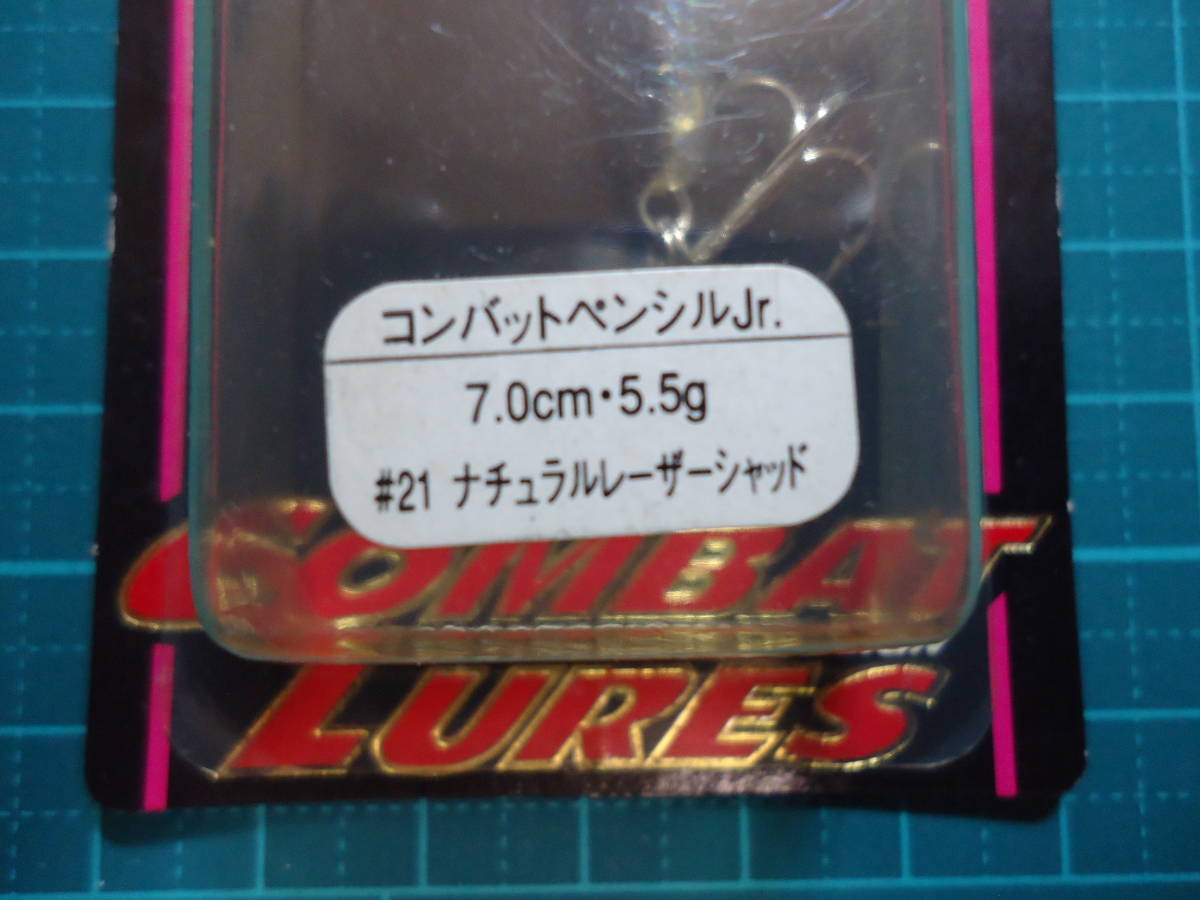 コンバットペンシルJr.
7.0cm・5.5g
#21 ナチュラルレーザーシャッド
COMBAT
LURES